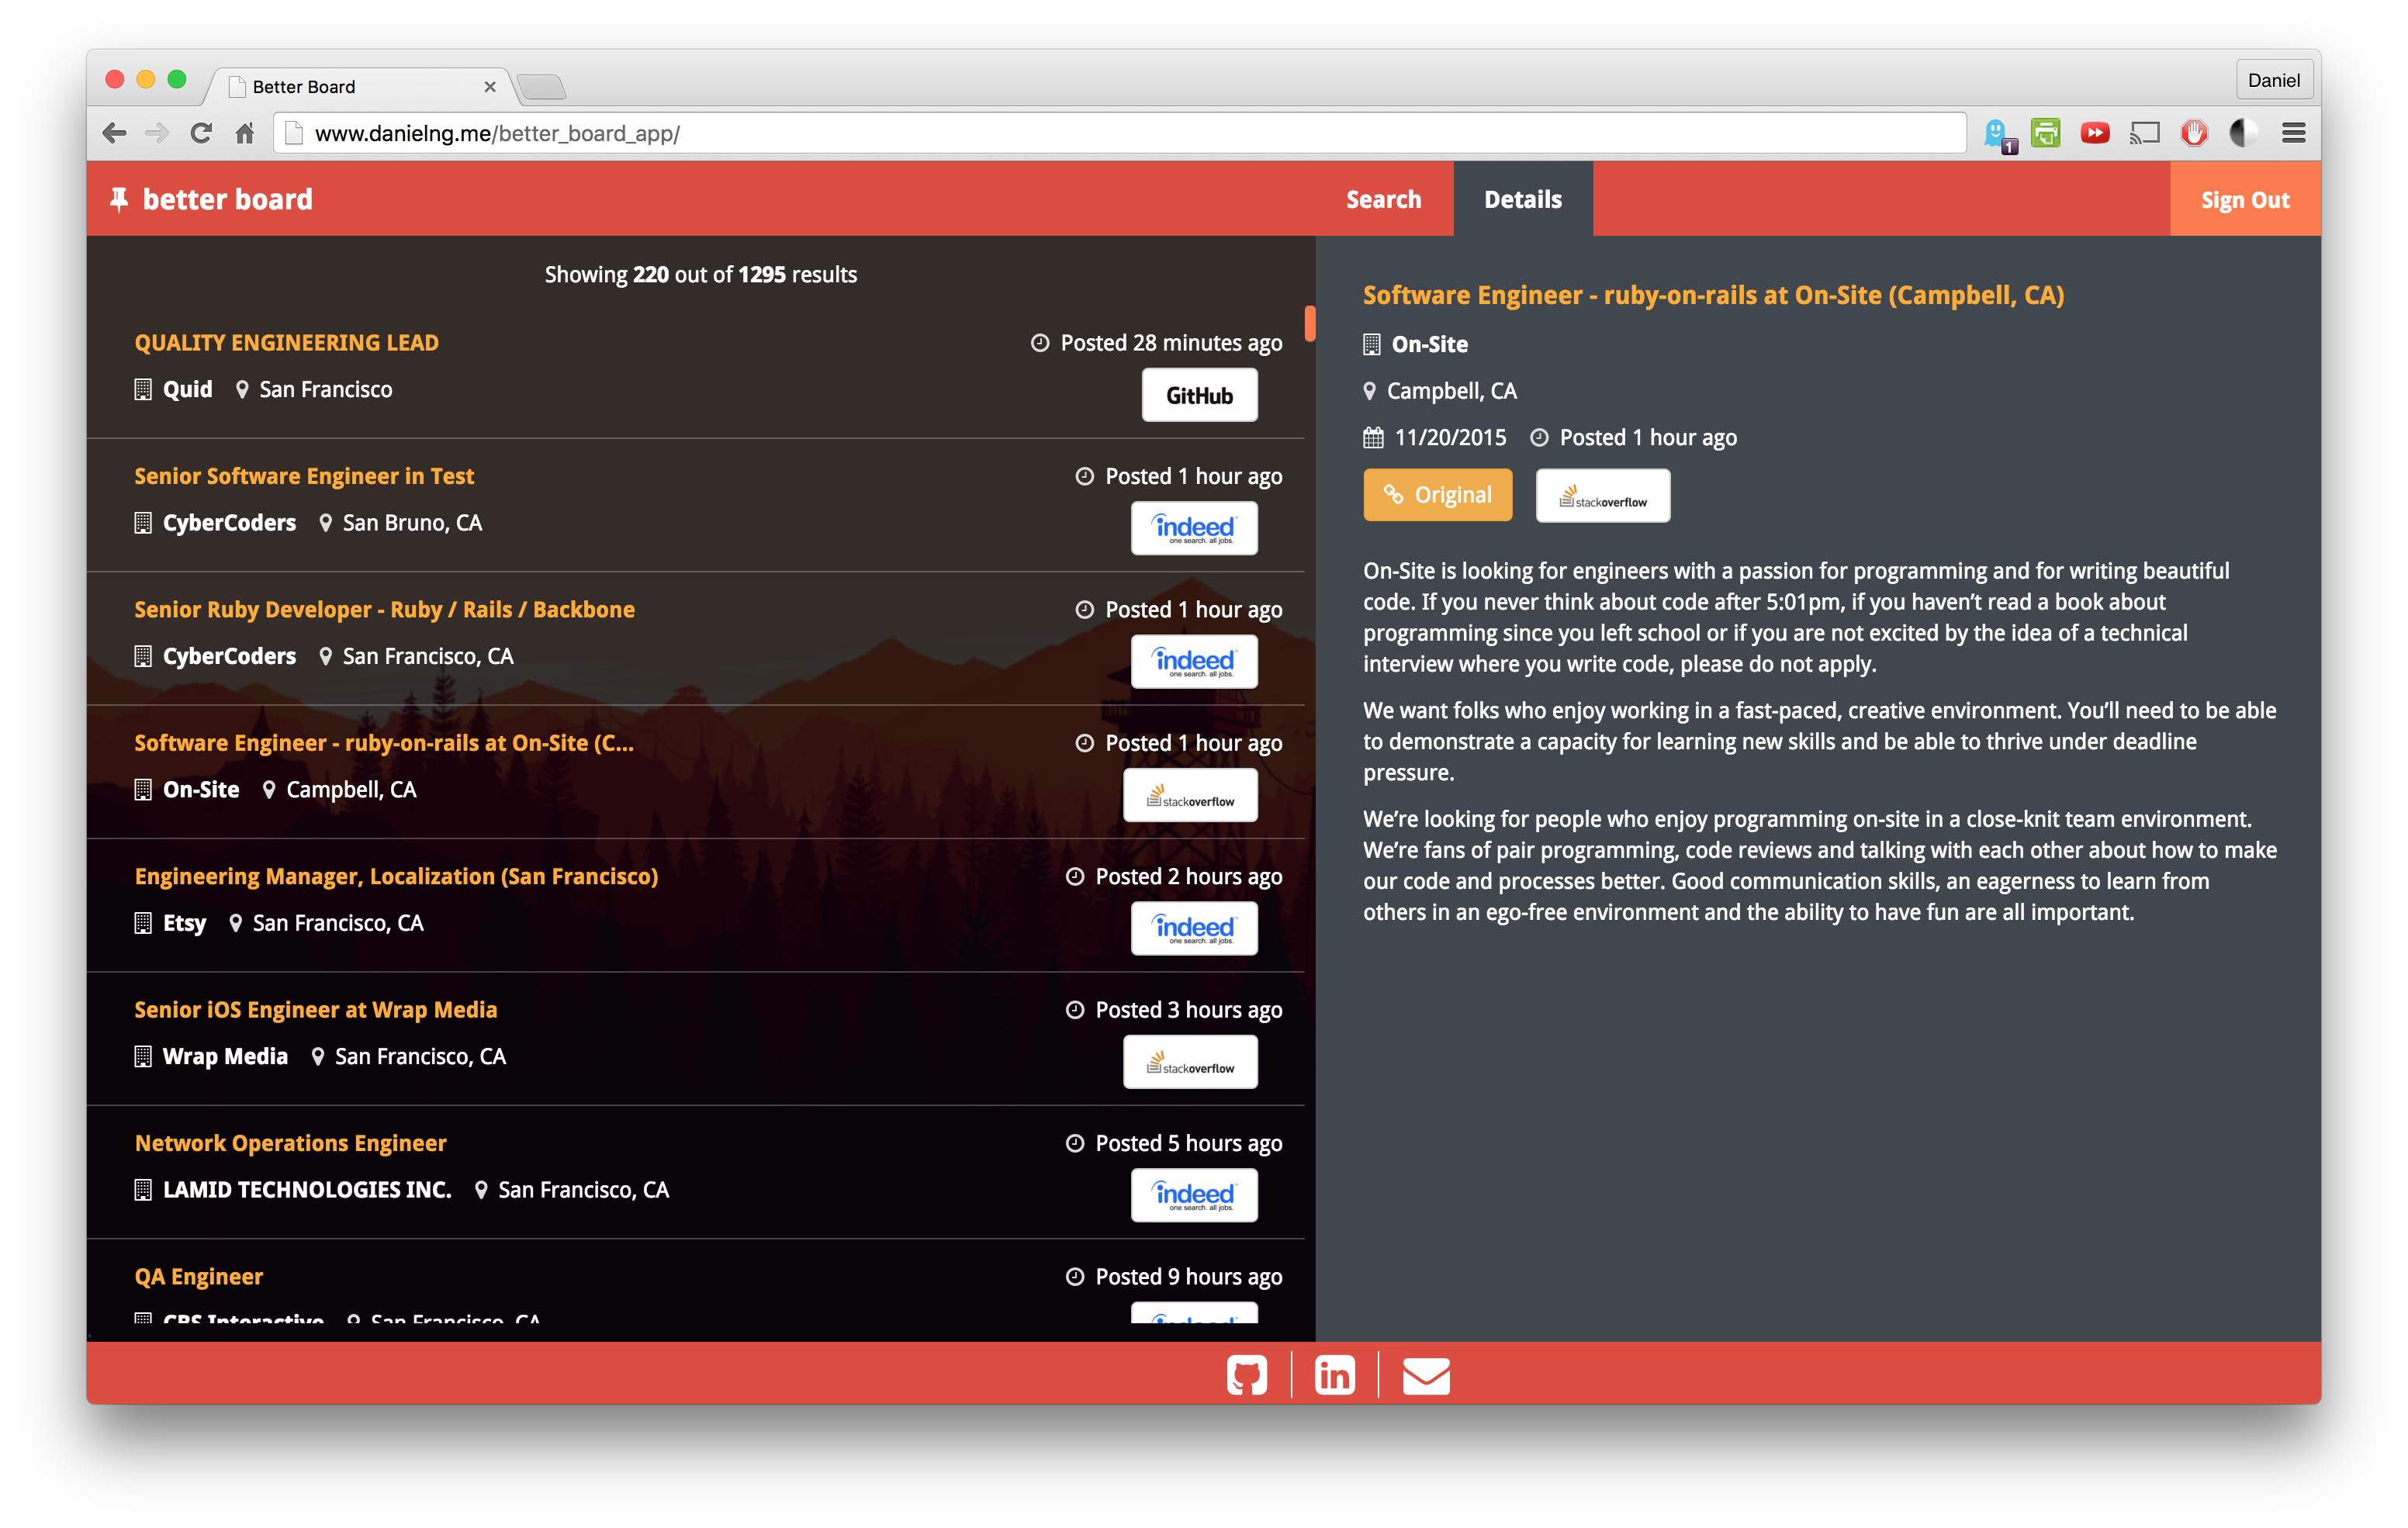 Better Board
Daniel
www.danielng.me/better_board_app/
1
better board
Search
Details
Sign Out
Showing 220 out of 1295 results
QUALITY ENGINEERING LEAD
Posted 28 minutes ago
Quid
San Francisco
GitHub
Senior Software Engineer in Test
Posted 1 hour ago
CyberCoders
San Bruno, CA
indeed
one search. all jobs.
Senior Ruby Developer - Ruby / Rails / Backbone
Posted 1 hour ago
CyberCoders
San Francisco, CA
indeed
one search. all jobs.
Software Engineer - ruby-on-rails at On-Site (C...
Posted 1 hour ago
On-Site
Campbell, CA
stackoverflow
Engineering Manager, Localization (San Francisco)
Posted 2 hours ago
Etsy
San Francisco, CA
indeed
one search. all jobs.
Senior iOS Engineer at Wrap Media
Posted 3 hours ago
Wrap Media
San Francisco, CA
stackoverflow
Network Operations Engineer
Posted 5 hours ago
LAMID TECHNOLOGIES INC.
San Francisco, CA
indeed
one search. all jobs.
QA Engineer
Posted 9 hours ago
CBS Interactive
San Francisco, CA
indeed
Software Engineer - ruby-on-rails at On-Site (Campbell, CA)
On-Site
Campbell, CA
11/20/2015
Posted 1 hour ago
Original
stackoverflow
On-Site is looking for engineers with a passion for programming and for writing beautiful
code. If you never think about code after 5:01pm, if you haven’t read a book about
programming since you left school or if you are not excited by the idea of a technical
interview where you write code, please do not apply.
We want folks who enjoy working in a fast-paced, creative environment. You’ll need to be able
to demonstrate a capacity for learning new skills and be able to thrive under deadline
pressure.
We’re looking for people who enjoy programming on-site in a close-knit team environment.
We’re fans of pair programming, code reviews and talking with each other about how to make
our code and processes better. Good communication skills, an eagerness to learn from
others in an ego-free environment and the ability to have fun are all important.
in